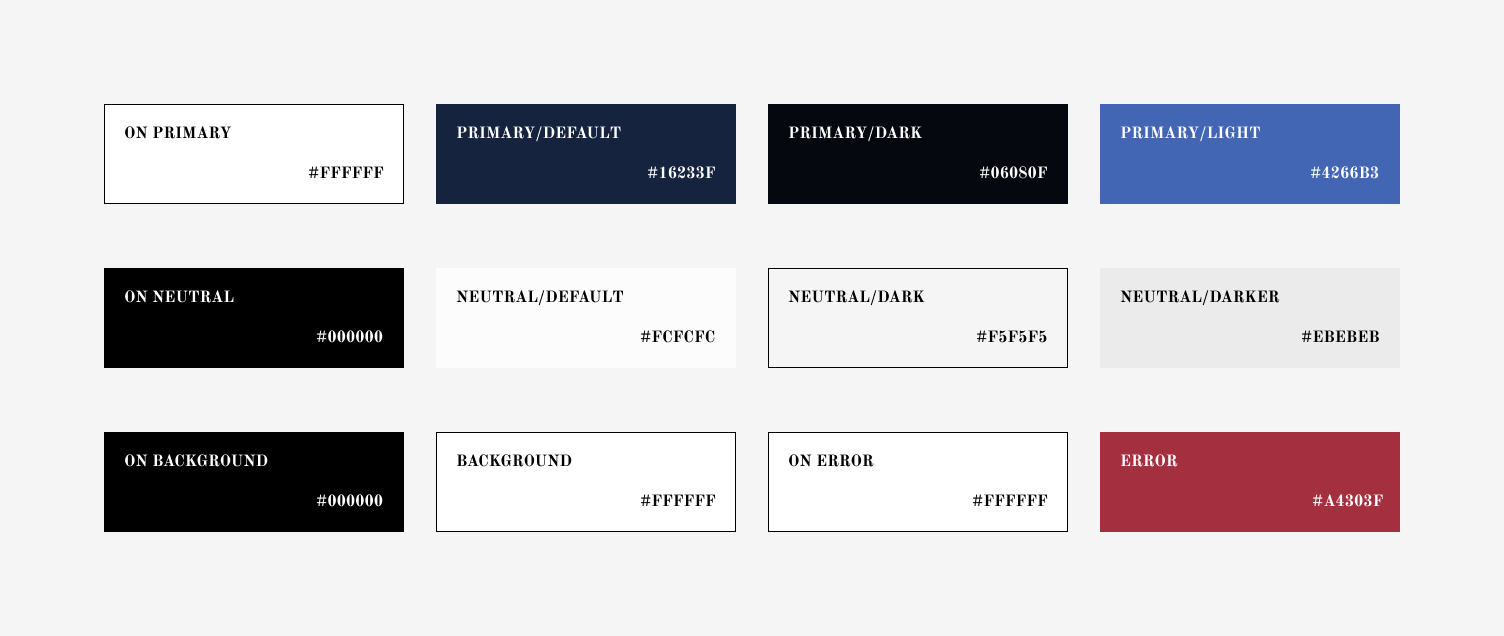 ON PRIMARY
#FFFFFF
PRIMARY/DEFAULT
#16233F
PRIMARY/DARK
#06080F
PRIMARY/LIGHT
#4266B3
ON NEUTRAL
#000000
NEUTRAL/DEFAULT
#FCFCFC
NEUTRAL/DARK
#F5F5F5
NEUTRAL/DARKER
#EBEBEB
ON BACKGROUND
#000000
BACKGROUND
#FFFFFF
ON ERROR
#FFFFFF
ERROR
#A4303F